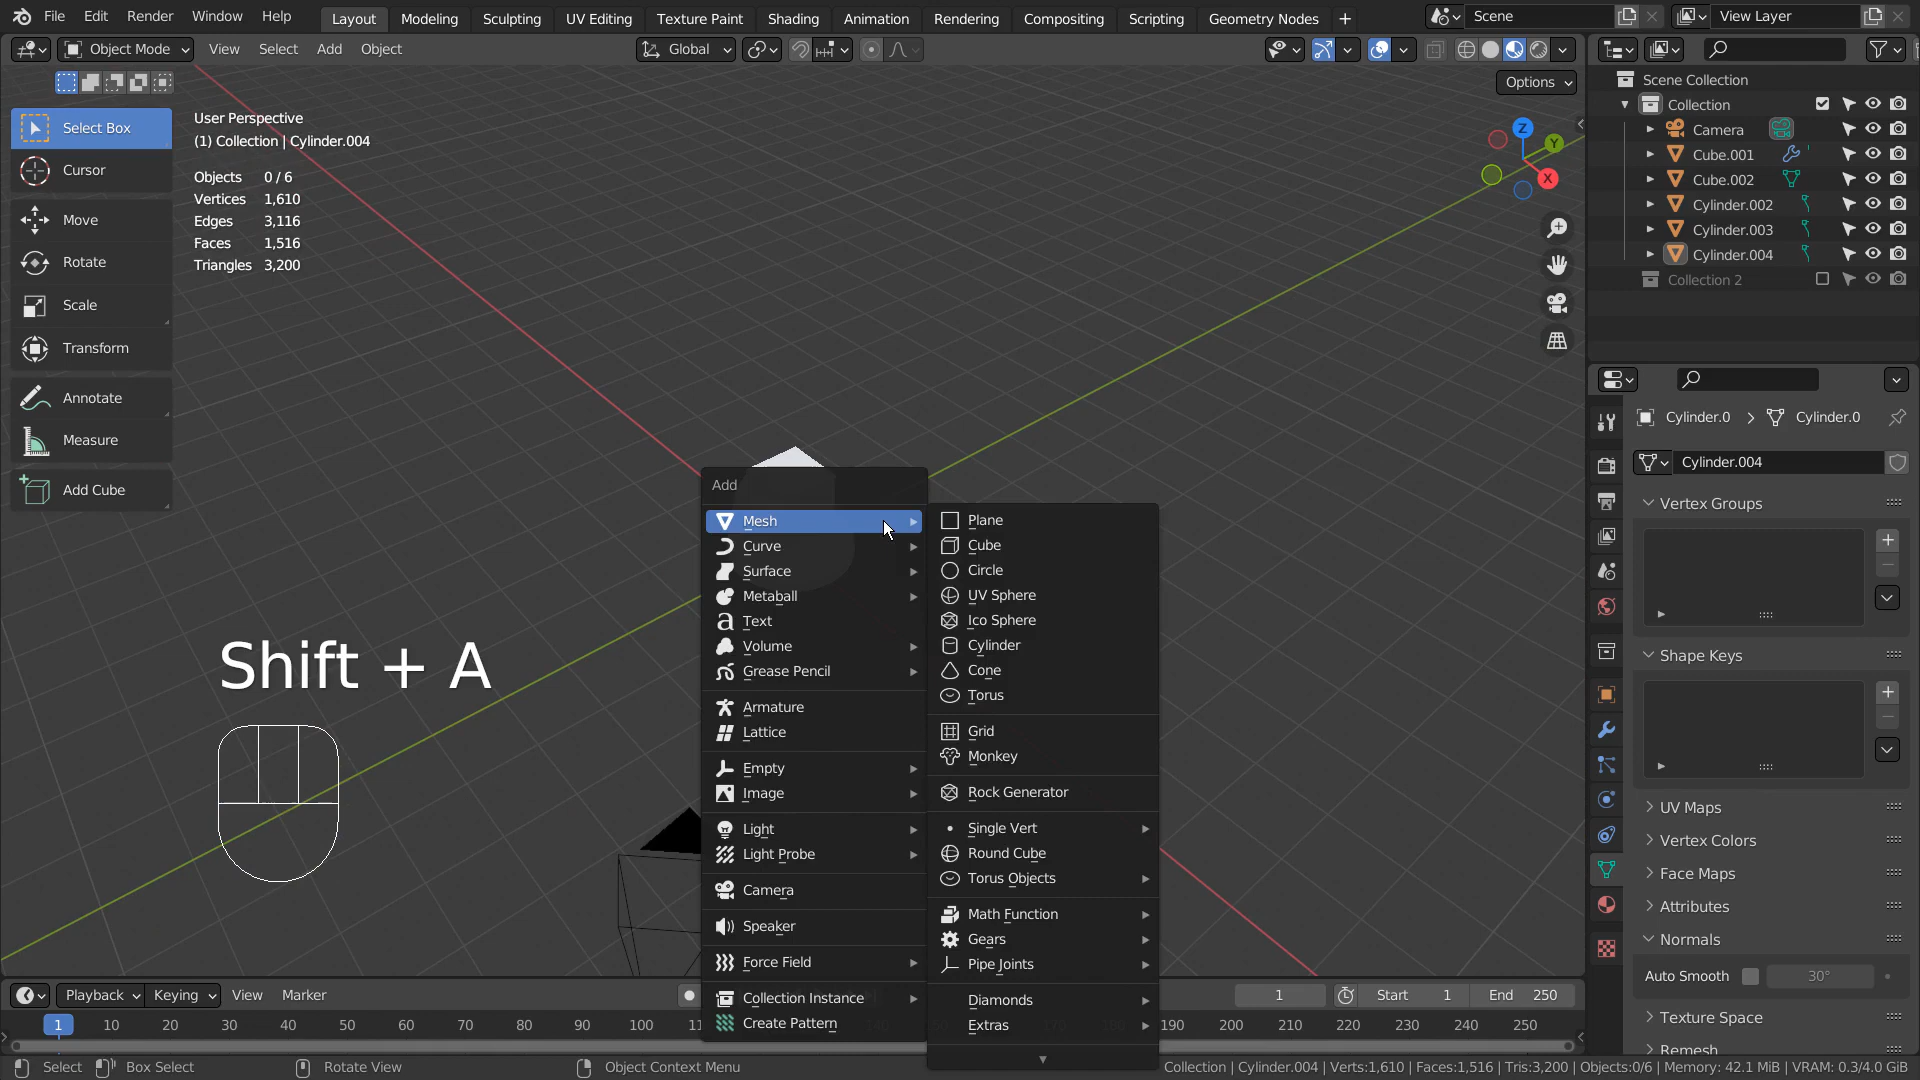 File Edit Render Window Help Layout Modeling Sculpting UV Editing Texture Paint Shading Animation Rendering Compositing Scripting Geometry Nodes + Scene View Layer
Object Mode View Select Add Object Global
Options
Select Box
Cursor
Move
Rotate
Scale
Transform
Annotate
Measure
Add Cube
User Perspective
(1) Collection | Cylinder.004
Objects 0 / 6
Vertices 1,610
Edges 3,116
Faces 1,516
Triangles 3,200
Z
Y
X
Shift + A
Add
Mesh
Curve
Surface
Metaball
Text
Volume
Grease Pencil
Armature
Lattice
Empty
Image
Light
Light Probe
Camera
Speaker
Force Field
Collection Instance
Create Pattern
Plane
Cube
Circle
UV Sphere
Ico Sphere
Cylinder
Cone
Torus
Grid
Monkey
Rock Generator
Single Vert
Round Cube
Torus Objects
Math Function
Gears
Pipe Joints
Diamonds
Extras
Scene Collection
Collection
Camera
Cube.001
Cube.002
Cylinder.002
Cylinder.003
Cylinder.004
Collection 2
Cylinder.0 Cylinder.0
Cylinder.004
Vertex Groups
Shape Keys
UV Maps
Vertex Colors
Face Maps
Attributes
Normals
Auto Smooth 30°
Texture Space
Remesh
Playback Keying View Marker 1 Start 1 End 250
1 10 20 30 40 50 60 70 80 90 100 190 200 210 220 230 240 250
Select Box Select Rotate View Object Context Menu Collection | Cylinder.004 | Verts:1,610 | Faces:1,516 | Tris:3,200 | Objects:0/6 | Memory: 42.1 MiB | VRAM: 0.3/4.0 GiB